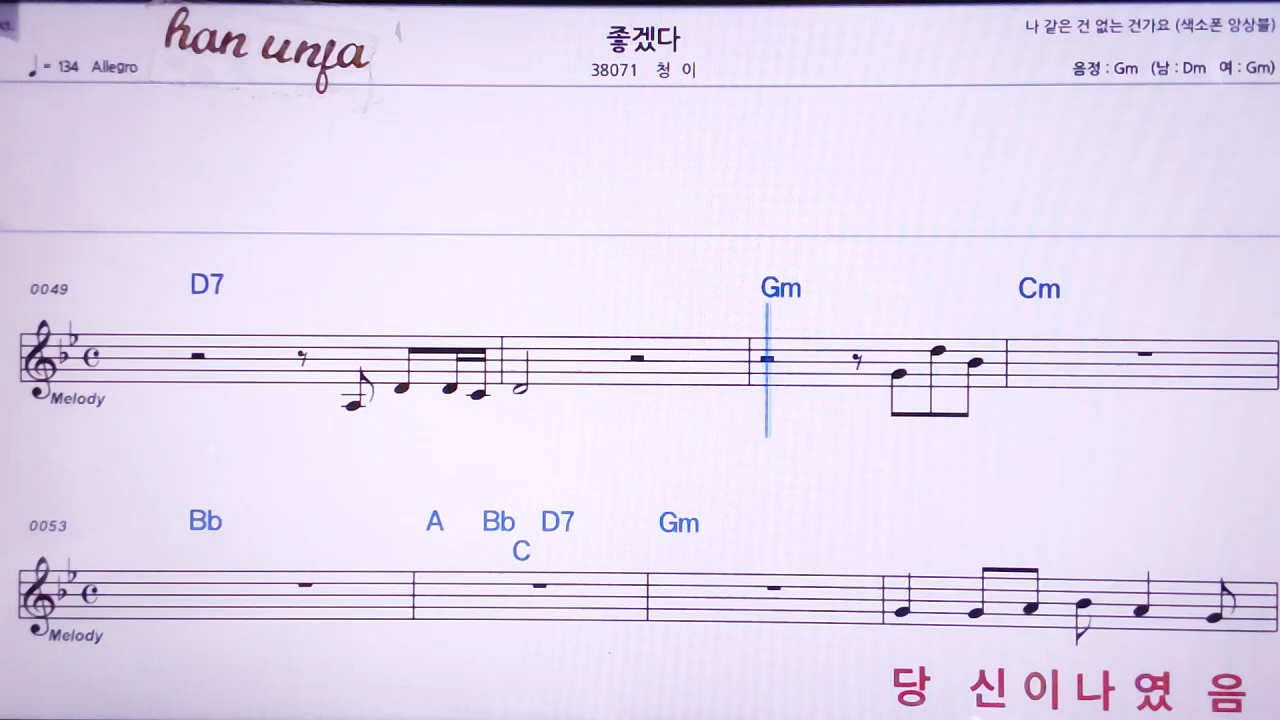 han unfa
좋겠다
나 같은 건 없는 건가요 (색소폰 앙상블)
= 134 Allegro
38071 청 이
음정 : Gm (남 : Dm 여 : Gm)
0049 D7 Gm Cm
Melody
0053 Bb A Bb D7 Gm
C
Melody
당 신 이 나 였 음